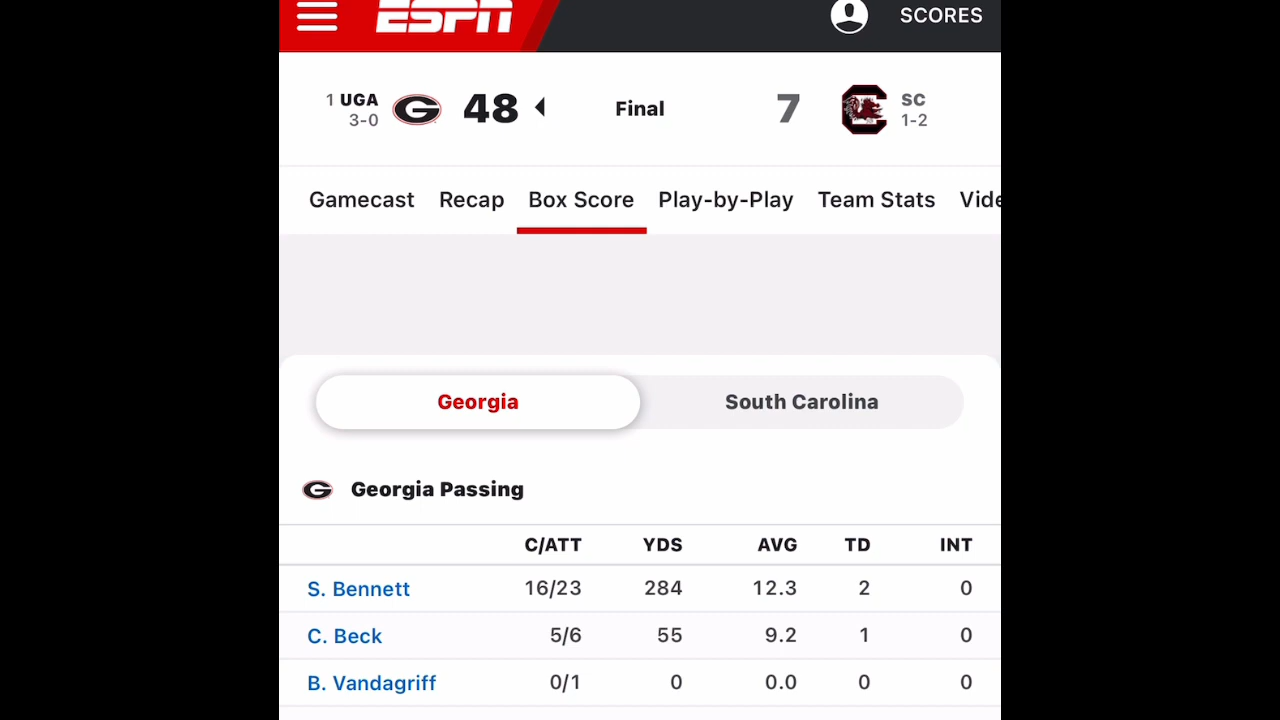 ESPN SCORES
1 UGA 48 Final 7 SC
3-0 1-2
Gamecast Recap Box Score Play-by-Play Team Stats Vide
Georgia South Carolina
G Georgia Passing
C/ATT YDS AVG TD INT
S. Bennett 16/23 284 12.3 2 0
C. Beck 5/6 55 9.2 1 0
B. Vandagriff 0/1 0 0.0 0 0